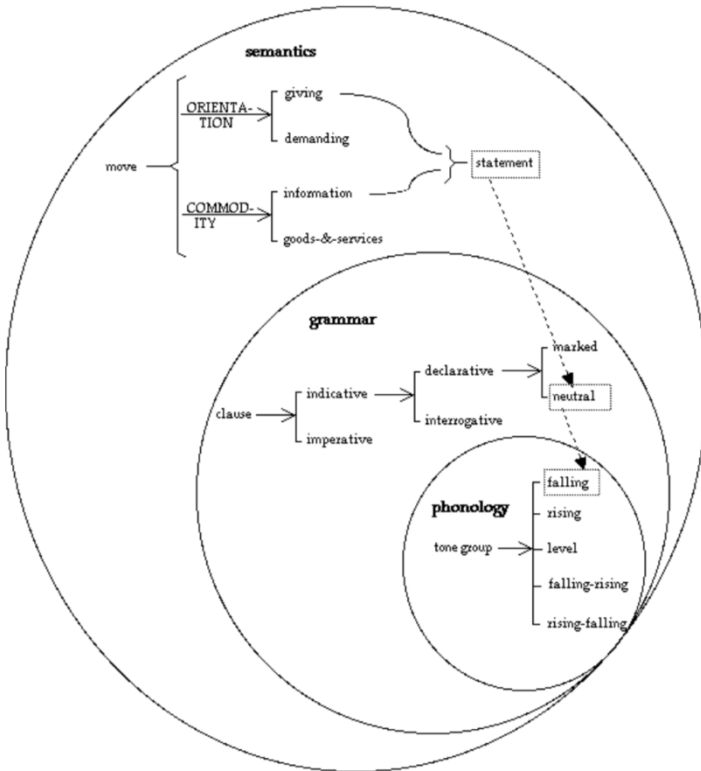 semantics
giving
ORIENTA-
TION
demanding
move
statement
information
COMMOD-
ITY
goods-&-services
grammar
marked
declarative
indicative
neutral
clause
interrogative
imperative
falling
phonology
rising
tone group
level
falling-rising
rising-falling